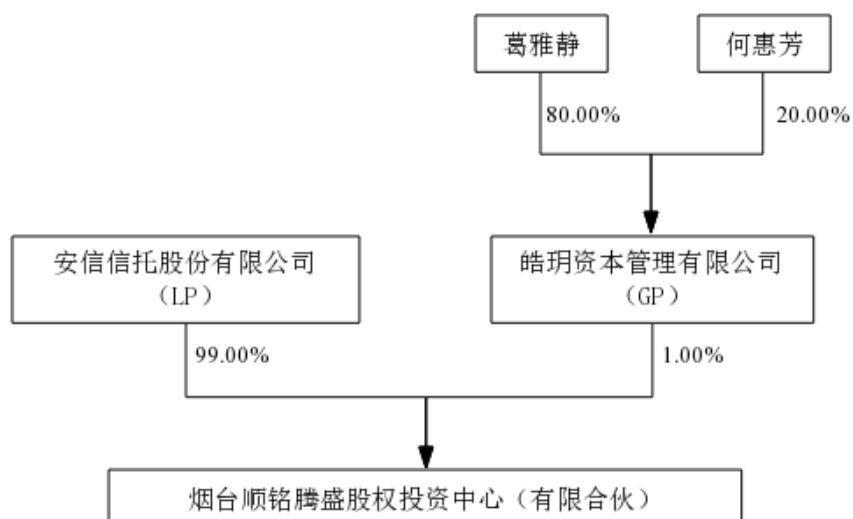 葛雅静
何惠芳
80.00%
20.00%
安信信托股份有限公司
（LP）
皓玥资本管理有限公司
（GP）
99.00%
1.00%
烟台顺铭腾盛股权投资中心（有限合伙）